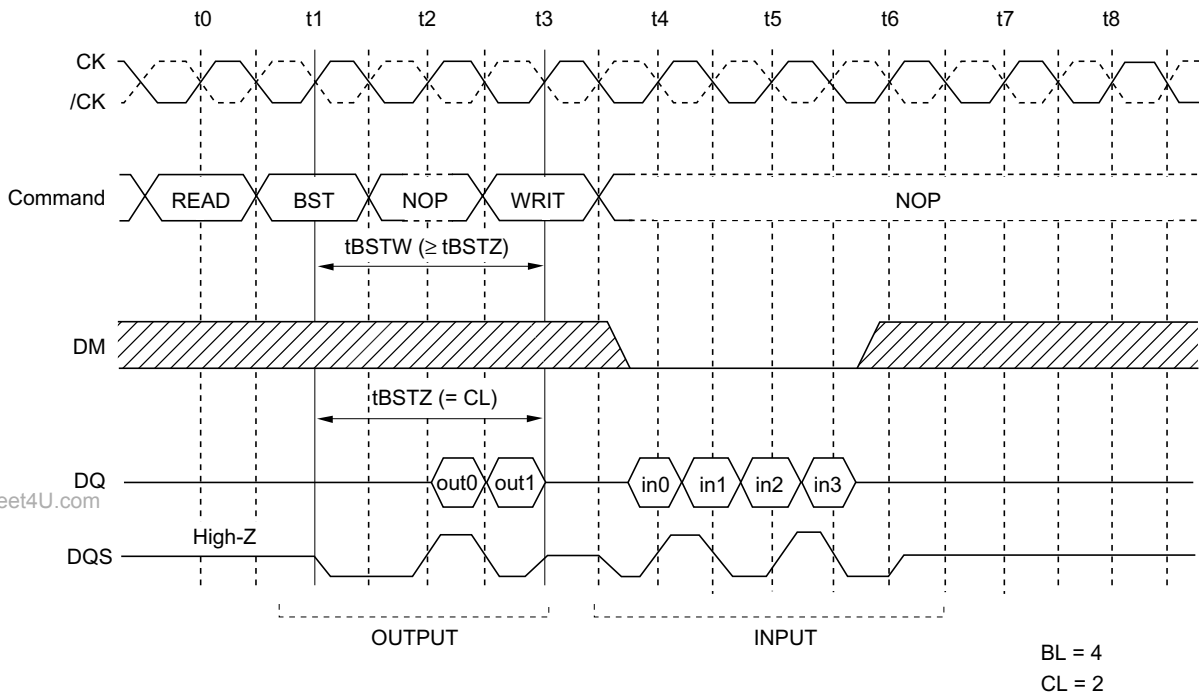 t0 t1 t2 t3 t4 t5 t6 t7 t8
CK
/CK
Command READ BST NOP WRIT NOP
tBSTW (≥ tBSTZ)
DM
tBSTZ (= CL)
DQ out0 out1 in0 in1 in2 in3
eet4U.com
High-Z
DQS
OUTPUT INPUT
BL = 4
CL = 2